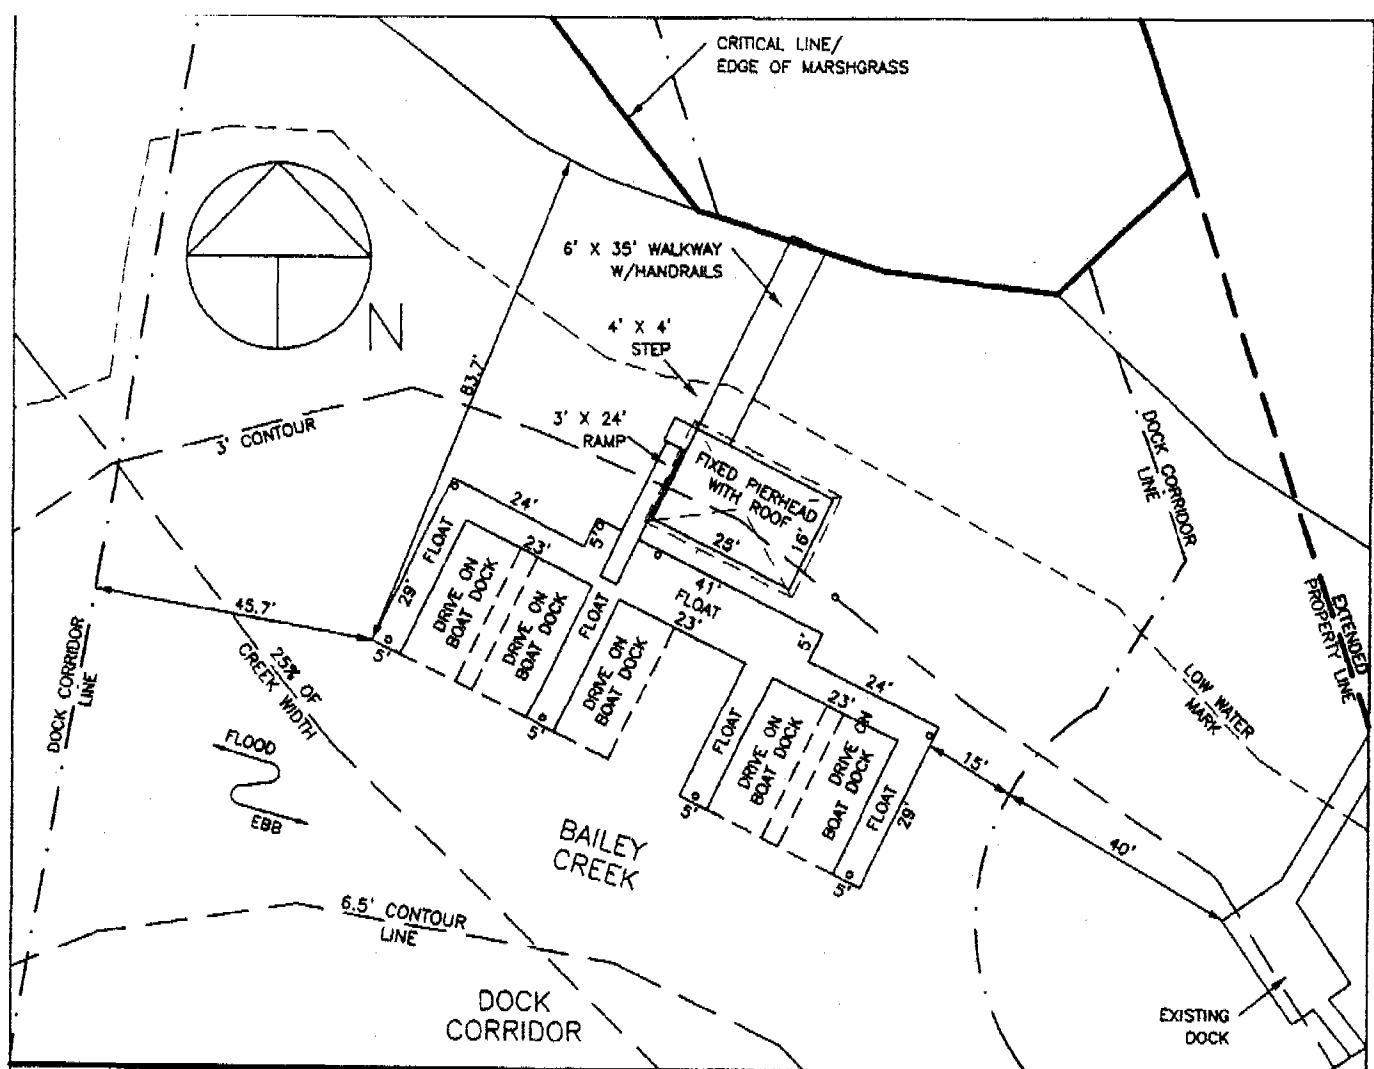 CRITICAL LINE/
EDGE OF MARSHGRASS
6' X 35' WALKWAY
W/HANDRAILS
N
4' X 4'
STEP
83.7'
3' X 24'
RAMP
3' CONTOUR
DOCK CORRIDOR
LINE
FIXED PIERHEAD
WITH ROOF
16'
25'
24'
5'
FLOAT
29'
23'
DRIVE ON
BOAT DOCK
DRIVE ON
BOAT DOCK
5'
FLOAT
5'
41'
FLOAT
23'
DRIVE ON
BOAT DOCK
5'
24'
23'
FLOAT
5'
DRIVE ON
BOAT DOCK
DRIVE ON
BOAT DOCK
FLOAT
29'
5'
45.7'
25% OF
CREEK WIDTH
DOCK CORRIDOR
LINE
FLOOD
EBB
EXTENDED
PROPERTY LINE
LOW WATER
MARK
15'
40'
BAILEY
CREEK
6.5' CONTOUR
LINE
DOCK
CORRIDOR
EXISTING
DOCK